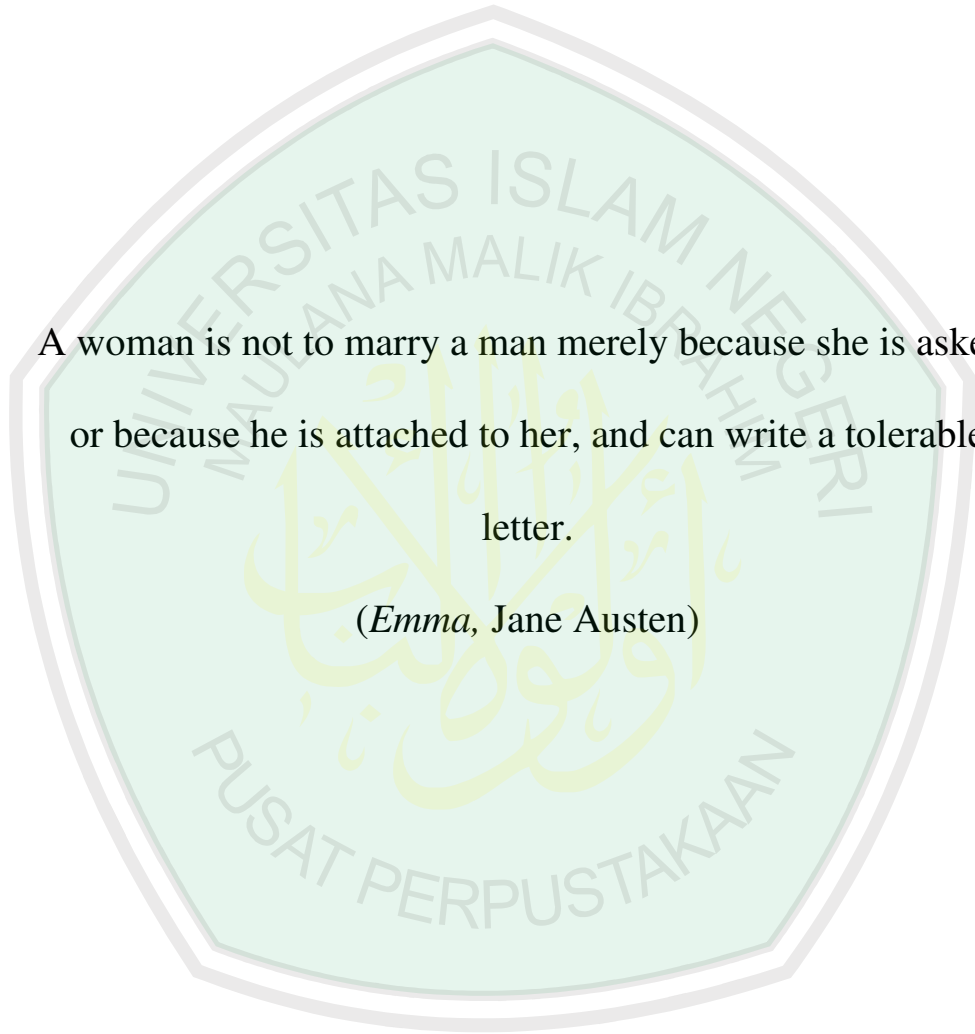 UNIVERSITAS ISLAM NEGERI
MAULANA MALIK IBRAHIM
A woman is not to marry a man merely because she is aske
or because he is attached to her, and can write a tolerable
letter.
(Emma, Jane Austen)
PUSAT PERPUSTAKAAN